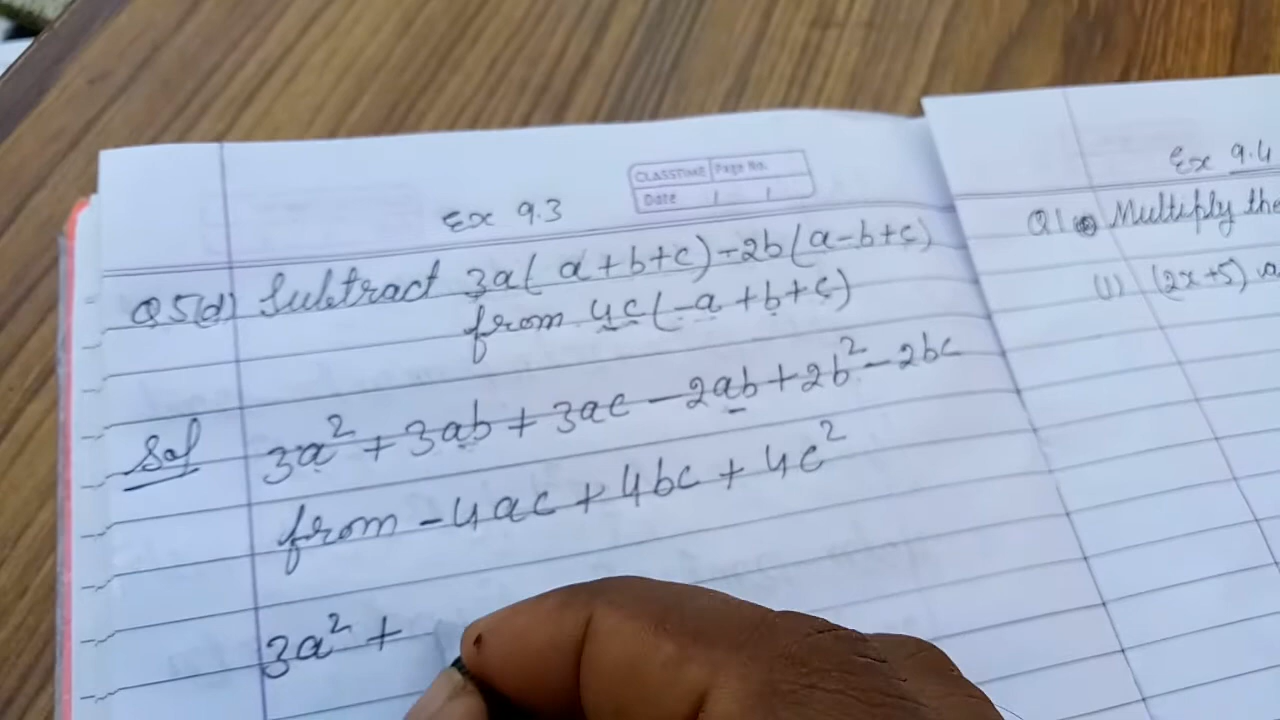 CLASSTIME Page No.
Date / /
Ex 9.3
Q5(d) Subtract 3a(a+b+c)-2b(a-b+c)
from 4c(-a+b+c)
Sol 3a²+3ab+3ac-2ab+2b²-2bc
from -4ac+4bc+4c²
3a²+
Ex 9.4
Q1 Multiply the
(1) (2x+5)